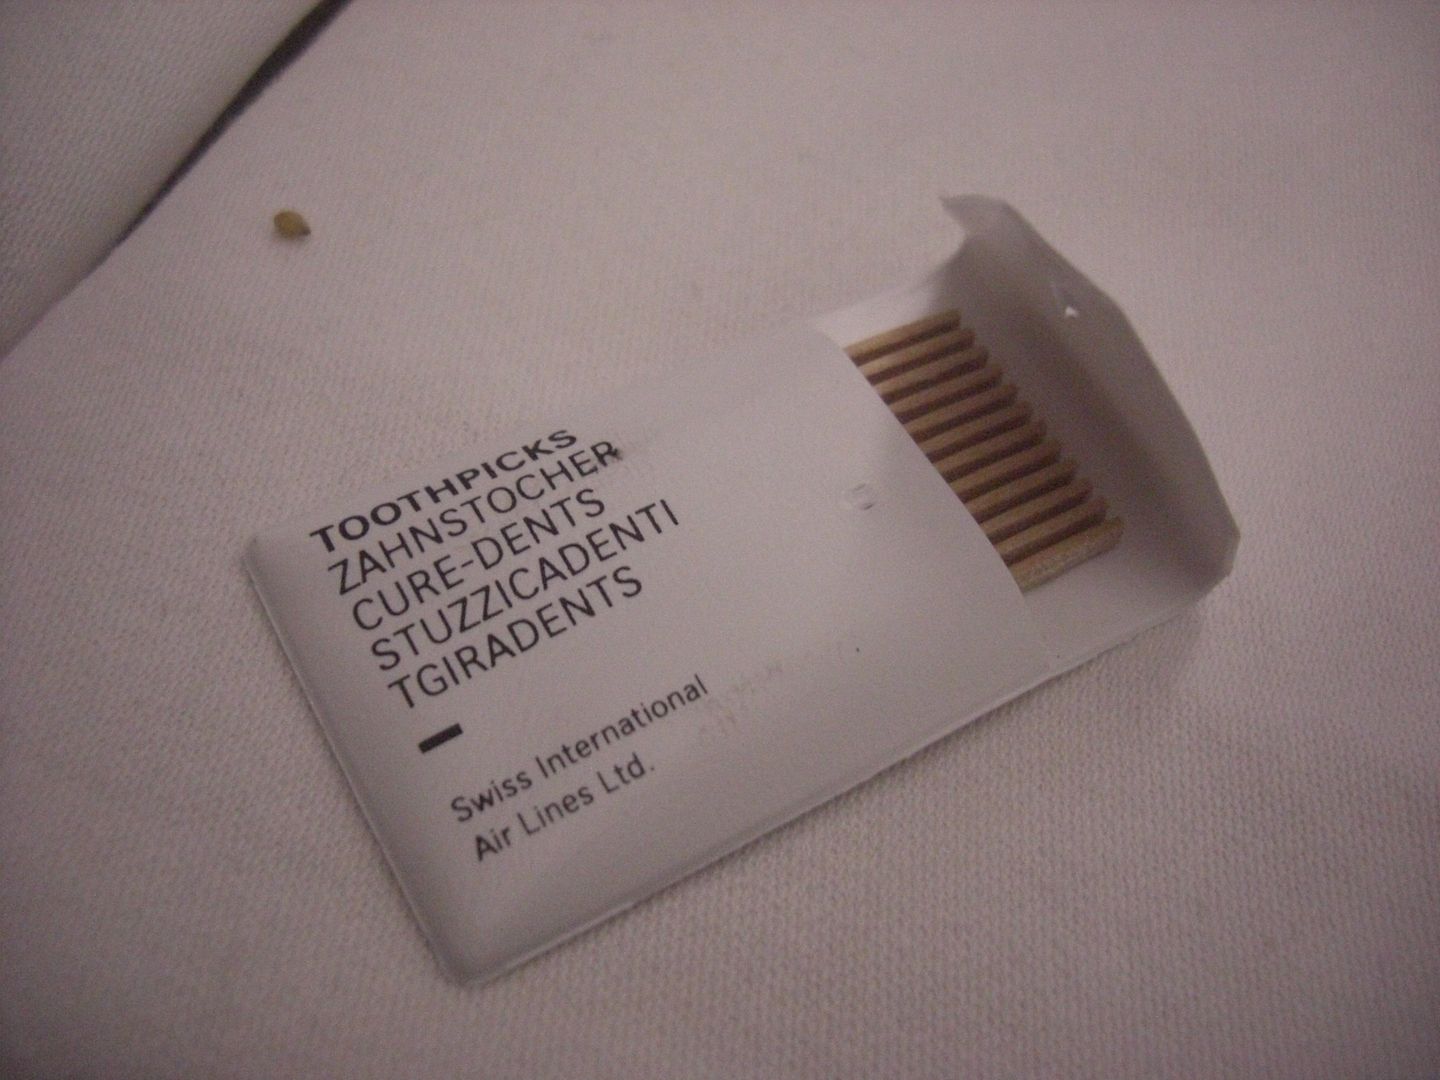 TOOTHPICKS
ZAHNSTOCHER
CURE-DENTS
STUZZICADENTI
TGIRADENTS
Swiss International
Air Lines Ltd.